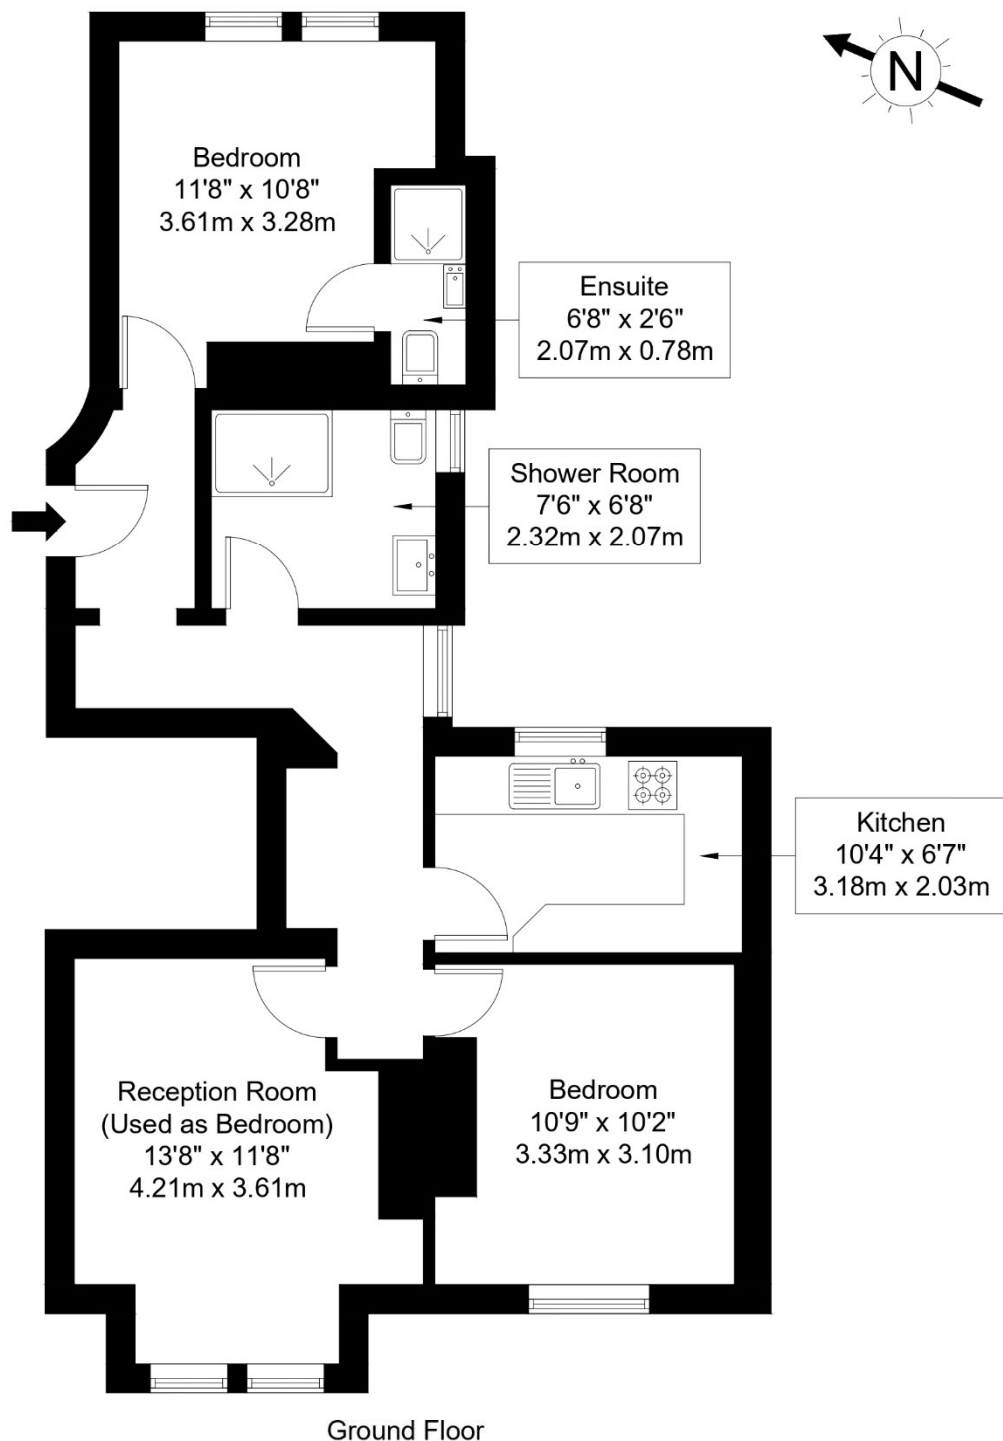 N
Bedroom
11'8" x 10'8"
3.61m x 3.28m
Ensuite
6'8" x 2'6"
2.07m x 0.78m
Shower Room
7'6" x 6'8"
2.32m x 2.07m
Kitchen
10'4" x 6'7"
3.18m x 2.03m
Reception Room
(Used as Bedroom)
13'8" x 11'8"
4.21m x 3.61m
Bedroom
10'9" x 10'2"
3.33m x 3.10m
Ground Floor